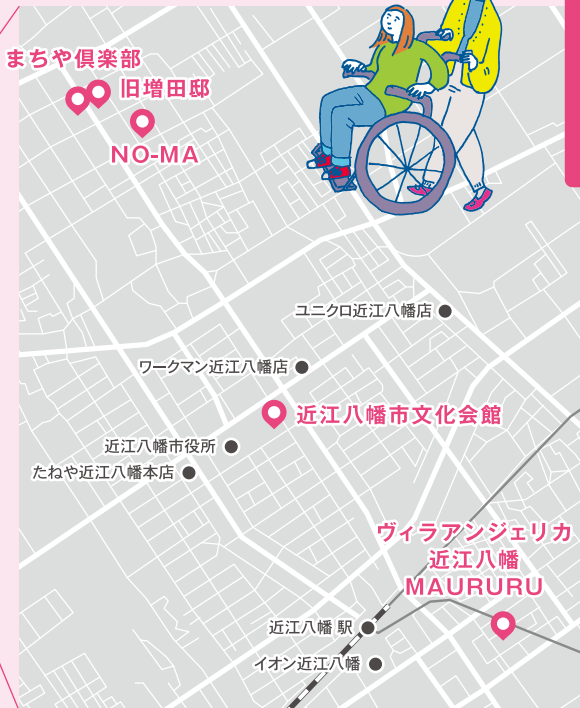 まちや倶楽部
旧増田邸
NO-MA
ユニクロ近江八幡店
ワークマン近江八幡店
近江八幡市文化会館
近江八幡市役所
たねや近江八幡本店
ヴィラアンジェリカ
近江八幡
MAURURU
近江八幡 駅
イオン近江八幡